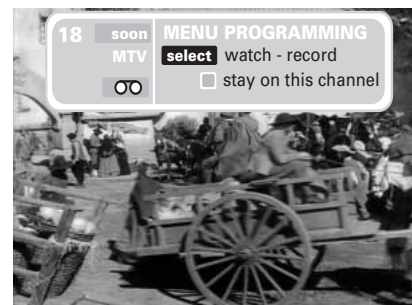 18 soon MENU PROGRAMMING
MTV select watch - record
stay on this channel